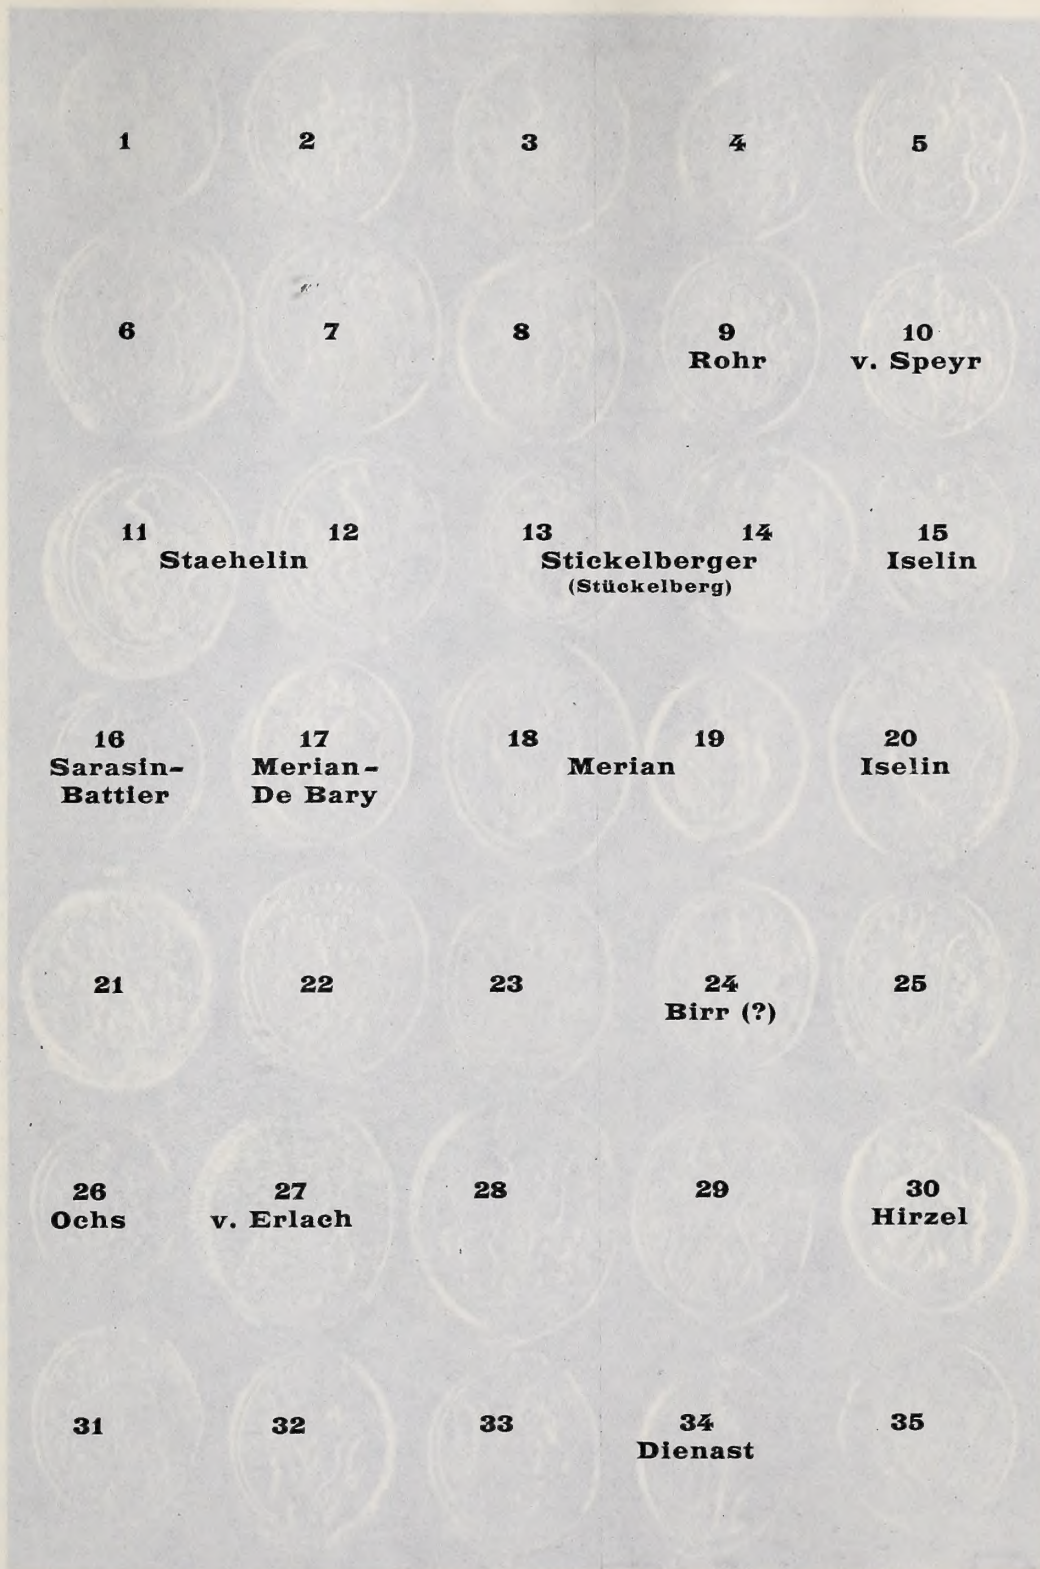 1 2 3 4 5
6 7 8 9 10
Rohr v. Speyr
11 12 13 14 15
Staehelin Stickelberger Iselin
(Stückelberg)
16 17 18 19 20
Sarasin- Merian- Merian Iselin
Battier De Bary
21 22 23 24 25
Birr (?)
26 27 28 29 30
Ochs v. Erlach Hirzel
31 32 33 34 35
Dienast